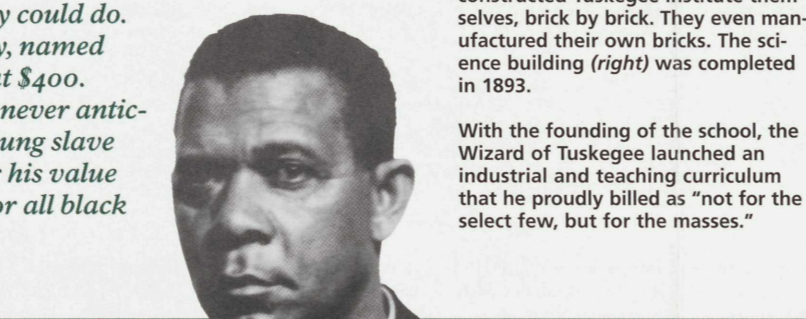 y could do.
y, named
at $400.
never antic-
ung slave
r his value
or all black
constructed Tuskegee Institute them-
selves, brick by brick. They even man-
ufactured their own bricks. The sci-
ence building (right) was completed
in 1893.
With the founding of the school, the
Wizard of Tuskegee launched an
industrial and teaching curriculum
that he proudly billed as “not for the
select few, but for the masses.”